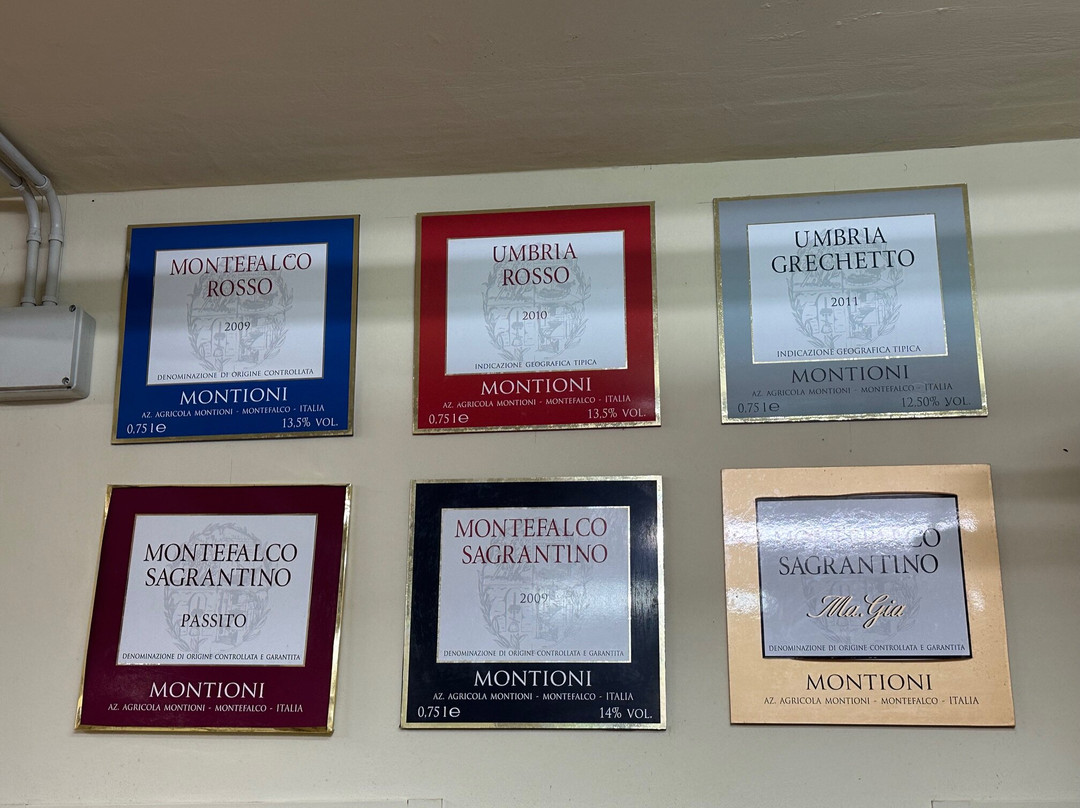 MONTEFALCO
ROSSO
2009
DENOMINAZIONE DI ORIGINE CONTROLLATA
MONTIONI
AZ. AGRICOLA MONTIONI - MONTEFALCO - ITALIA
0,75 l e
13,5% VOL.
UMBRIA
ROSSO
2010
INDICAZIONE GEOGRAFICA TIPICA
MONTIONI
AZ. AGRICOLA MONTIONI - MONTEFALCO - ITALIA
0,75 l e
13,5% VOL.
UMBRIA
GRECHETTO
2011
INDICAZIONE GEOGRAFICA TIPICA
MONTIONI
AZ. AGRICOLA MONTIONI - MONTEFALCO - ITALIA
0,75 l e
12.50% VOL.
MONTEFALCO
SAGRANTINO
PASSITO
DENOMINAZIONE DI ORIGINE CONTROLLATA E GARANTITA
MONTIONI
AZ. AGRICOLA MONTIONI - MONTEFALCO - ITALIA
MONTEFALCO
SAGRANTINO
2009
DENOMINAZIONE DI ORIGINE CONTROLLATA E GARANTITA
MONTIONI
AZ. AGRICOLA MONTIONI - MONTEFALCO - ITALIA
0,75 l e
14% VOL.
SAGRANTINO
Ma.Gia
DENOMINAZIONE DI ORIGINE CONTROLLATA E GARANTITA
MONTIONI
AZ. AGRICOLA MONTIONI - MONTEFALCO - ITALIA